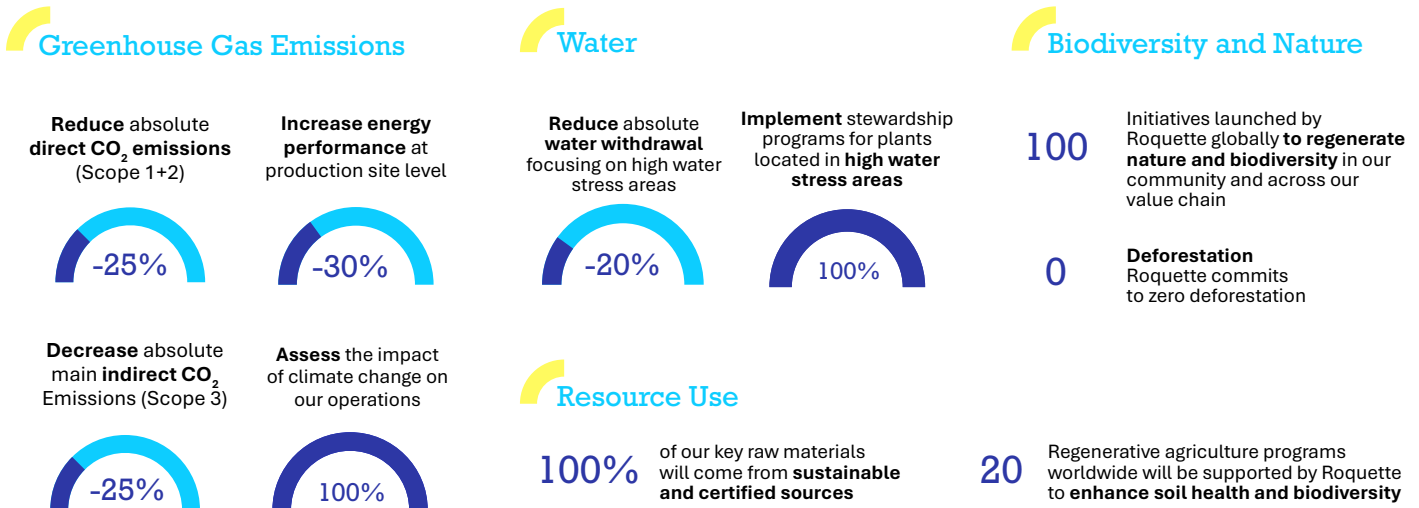 Greenhouse Gas Emissions
Reduce absolute
direct CO₂ emissions
(Scope 1+2)
-25%
Increase energy
performance at
production site level
-30%
Decrease absolute
main indirect CO₂
Emissions (Scope 3)
-25%
Assess the impact
of climate change on
our operations
100%
Water
Reduce absolute
water withdrawal
focusing on high water
stress areas
-20%
Implement stewardship
programs for plants
located in high water
stress areas
100%
Biodiversity and Nature
100
Initiatives launched by
Roquette globally to regenerate
nature and biodiversity in our
community and across our
value chain
0
Deforestation
Roquette commits
to zero deforestation
Resource Use
100%
of our key raw materials
will come from sustainable
and certified sources
20
Regenerative agriculture programs
worldwide will be supported by Roquette
to enhance soil health and biodiversity